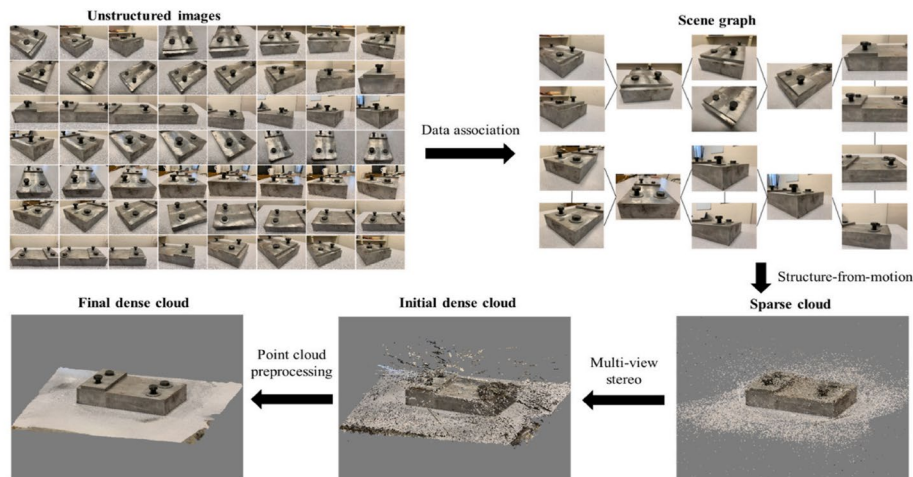 Unstructured images
Scene graph
Data association
Structure-from-motion
Final dense cloud
Initial dense cloud
Sparse cloud
Point cloud
preprocessing
Multi-view
stereo